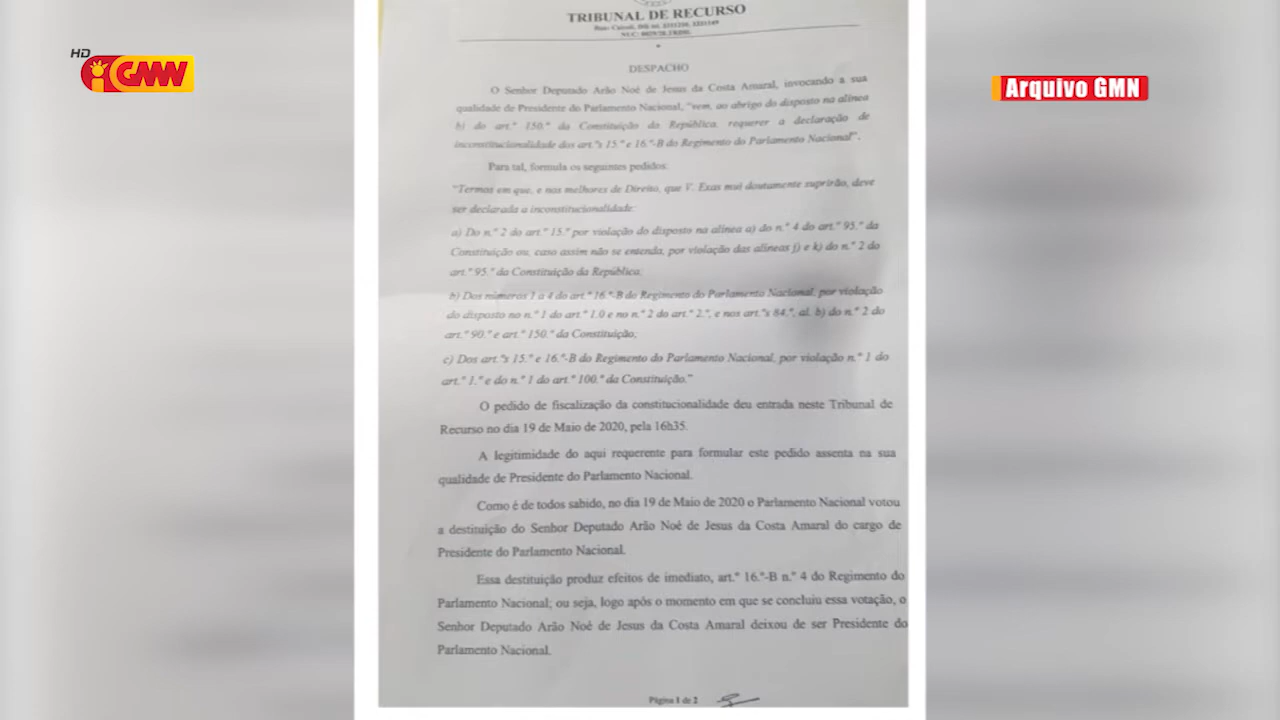 HD
GMN
Arquivo GMN
TRIBUNAL DE RECURSO
DESPACHO
O Senhor Deputado Arão Noé de Jesus da Costa Amaral, invocando a sua
qualidade de Presidente do Parlamento Nacional, "vem, ao abrigo do disposto na alínea
b) do art.º 150.º da Constituição da República, requerer a declaração de
inconstitucionalidade dos art.ºs 15.º e 16.º-B do Regimento do Parlamento Nacional".
Para tal, formula os seguintes pedidos:
"Termos em que, e nos melhores de Direito, que V. Exas mui doutamente suprirão, deve
ser declarada a inconstitucionalidade:
a) Do n.º 2 do art.º 15.º por violação do disposto na alínea a) do n.º 4 do art.º 95.º da
Constituição ou, caso assim não se entenda, por violação das alíneas j) e k) do n.º 2 do
art.º 95.º da Constituição da República;
b) Dos números 1 a 4 do art.º 16.º-B do Regimento do Parlamento Nacional, por violação
do disposto no n.º 1 do art.º 1.0 e no n.º 2 do art.º 2.º, e nos art.ºs 84.º, al. b) do n.º 2 do
art.º 90.º e art.º 150.º da Constituição;
c) Dos art.ºs 15.º e 16.º-B do Regimento do Parlamento Nacional, por violação n.º 1 do
art.º 1.º e do n.º 1 do art.º 100.º da Constituição."
O pedido de fiscalização da constitucionalidade deu entrada neste Tribunal de
Recurso no dia 19 de Maio de 2020, pela 16h35.
A legitimidade do aqui requerente para formular este pedido assenta na sua
qualidade de Presidente do Parlamento Nacional.
Como é de todos sabido, no dia 19 de Maio de 2020 o Parlamento Nacional votou
a destituição do Senhor Deputado Arão Noé de Jesus da Costa Amaral do cargo de
Presidente do Parlamento Nacional.
Essa destituição produz efeitos de imediato, art.º 16.º-B n.º 4 do Regimento do
Parlamento Nacional; ou seja, logo após o momento em que se concluiu essa votação, o
Senhor Deputado Arão Noé de Jesus da Costa Amaral deixou de ser Presidente do
Parlamento Nacional.
Página 1 de 2